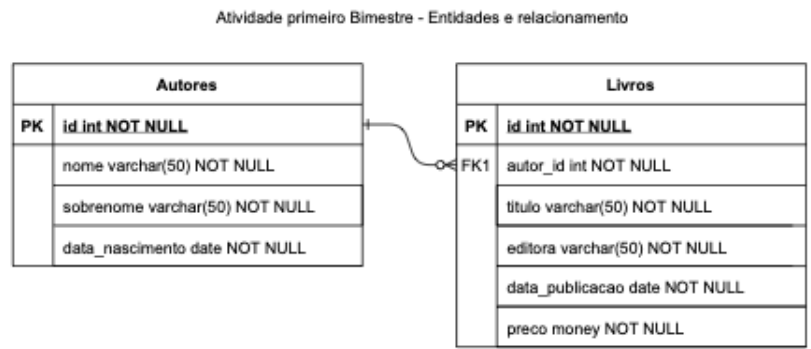 Atividade primeiro Bimestre - Entidades e relacionamento
Autores
PK id int NOT NULL
nome varchar(50) NOT NULL
sobrenome varchar(50) NOT NULL
data_nascimento date NOT NULL
Livros
PK id int NOT NULL
FK1 autor_id int NOT NULL
titulo varchar(50) NOT NULL
editora varchar(50) NOT NULL
data_publicacao date NOT NULL
preco money NOT NULL